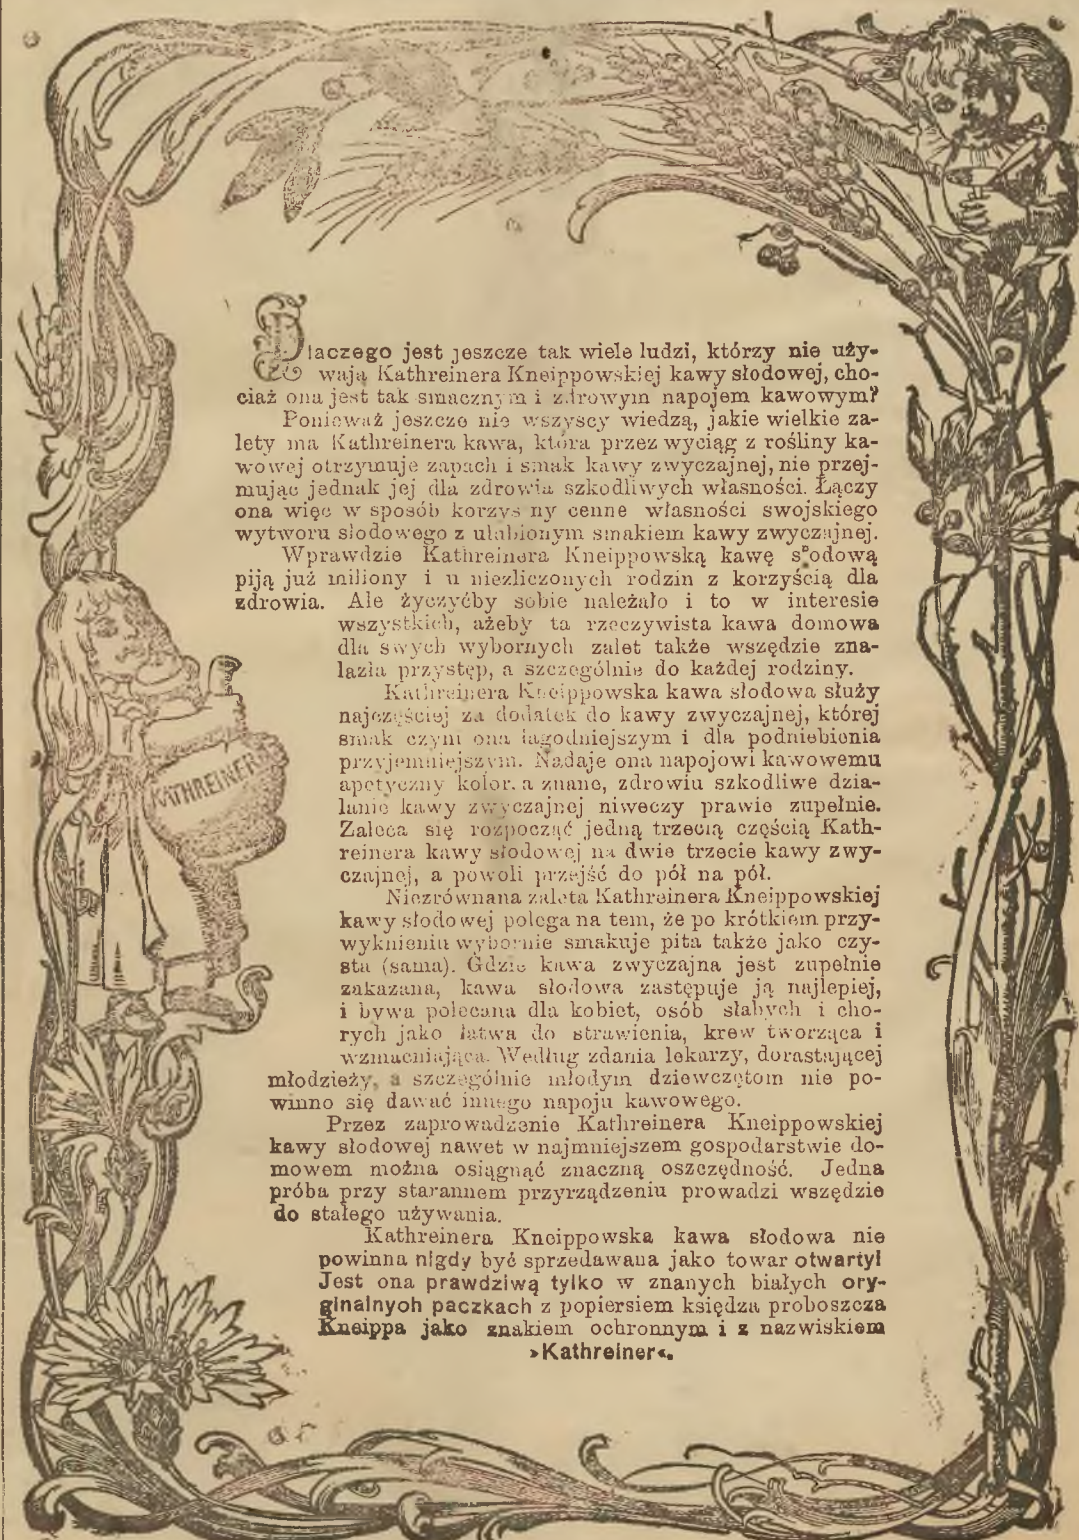 Dlaczego jest jeszcze tak wiele ludzi, którzy nie uży-
wają Kathreinera Kneippowskiej kawy słodowej, cho-
ciaż ona jest tak smacznym i zdrowym napojem kawowym?
Ponieważ jeszcze nie wszyscy wiedzą, jakie wielkie za-
lety ma Kathreinera kawa, która przez wyciąg z rośliny ka-
wowej otrzymuje zapach i smak kawy zwyczajnej, nie przej-
mując jednak jej dla zdrowia szkodliwych własności. Łączy
ona więc w sposób korzys ny cenne własności swojskiego
wytworu słodowego z ulubionym smakiem kawy zwyczajnej.
Wprawdzie Kathreinera Kneippowską kawę słodową
piją już miliony i u niezliczonych rodzin z korzyścią dla
zdrowia. Ale życzyćby sobie należało i to w interesie
wszystkich, ażeby ta rzeczywista kawa domowa
dla swych wybornych zalet także wszędzie zna-
lazła przystęp, a szczególnie do każdej rodziny.
Kathreinera Kneippowska kawa słodowa służy
najczęściej za dodatek do kawy zwyczajnej, której
smak czyni ona łagodniejszym i dla podniebienia
przyjemniejszym. Nadaje ona napojowi kawowemu
apetyczny kolor, a znane, zdrowiu szkodliwe dzia-
łanie kawy zwyczajnej niweczy prawie zupełnie.
Zaleca się rozpocząć jedną trzecią częścią Kath-
reinera kawy słodowej na dwie trzecie kawy zwy-
czajnej, a powoli przejść do pół na pół.
Niezrównana zaleta Kathreinera Kneippowskiej
kawy słodowej polega na tem, że po krótkiem przy-
wyknieniu wybornie smakuje pita także jako czy-
sta (sama). Gdzie kawa zwyczajna jest zupełnie
zakazana, kawa słodowa zastępuje ją najlepiej,
i bywa polecana dla kobiet, osób słabych i cho-
rych jako łatwa do strawienia, krew tworząca i
wzmacniająca. Według zdania lekarzy, dorastającej
młodzieży, a szczególnie młodym dziewczętom nie po-
winno się dawać innego napoju kawowego.
Przez zaprowadzenie Kathreinera Kneippowskiej
kawy słodowej nawet w najmniejszem gospodarstwie do-
mowem można osiągnąć znaczną oszczędność. Jedna
próba przy starannem przyrządzeniu prowadzi wszędzie
do stałego używania.
Kathreinera Kneippowska kawa słodowa nie
powinna nigdy być sprzedawana jako towar otwarty!
Jest ona prawdziwą tylko w znanych białych ory-
ginalnych paczkach z popiersiem księdza proboszcza
Kneippa jako znakiem ochronnym i z nazwiskiem
»Kathreiner«.
KATHREINER